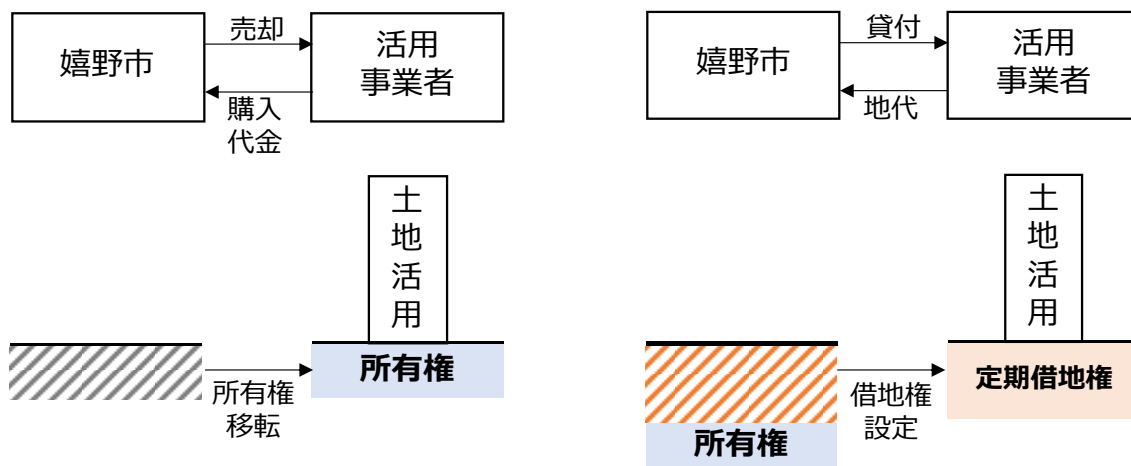 嬉野市
売却
購入
代金
活用
事業者
土
地
活
用
所有権
移転
所有権
嬉野市
貸付
地代
活用
事業者
土
地
活
用
所有権
借地権
設定
定期借地権